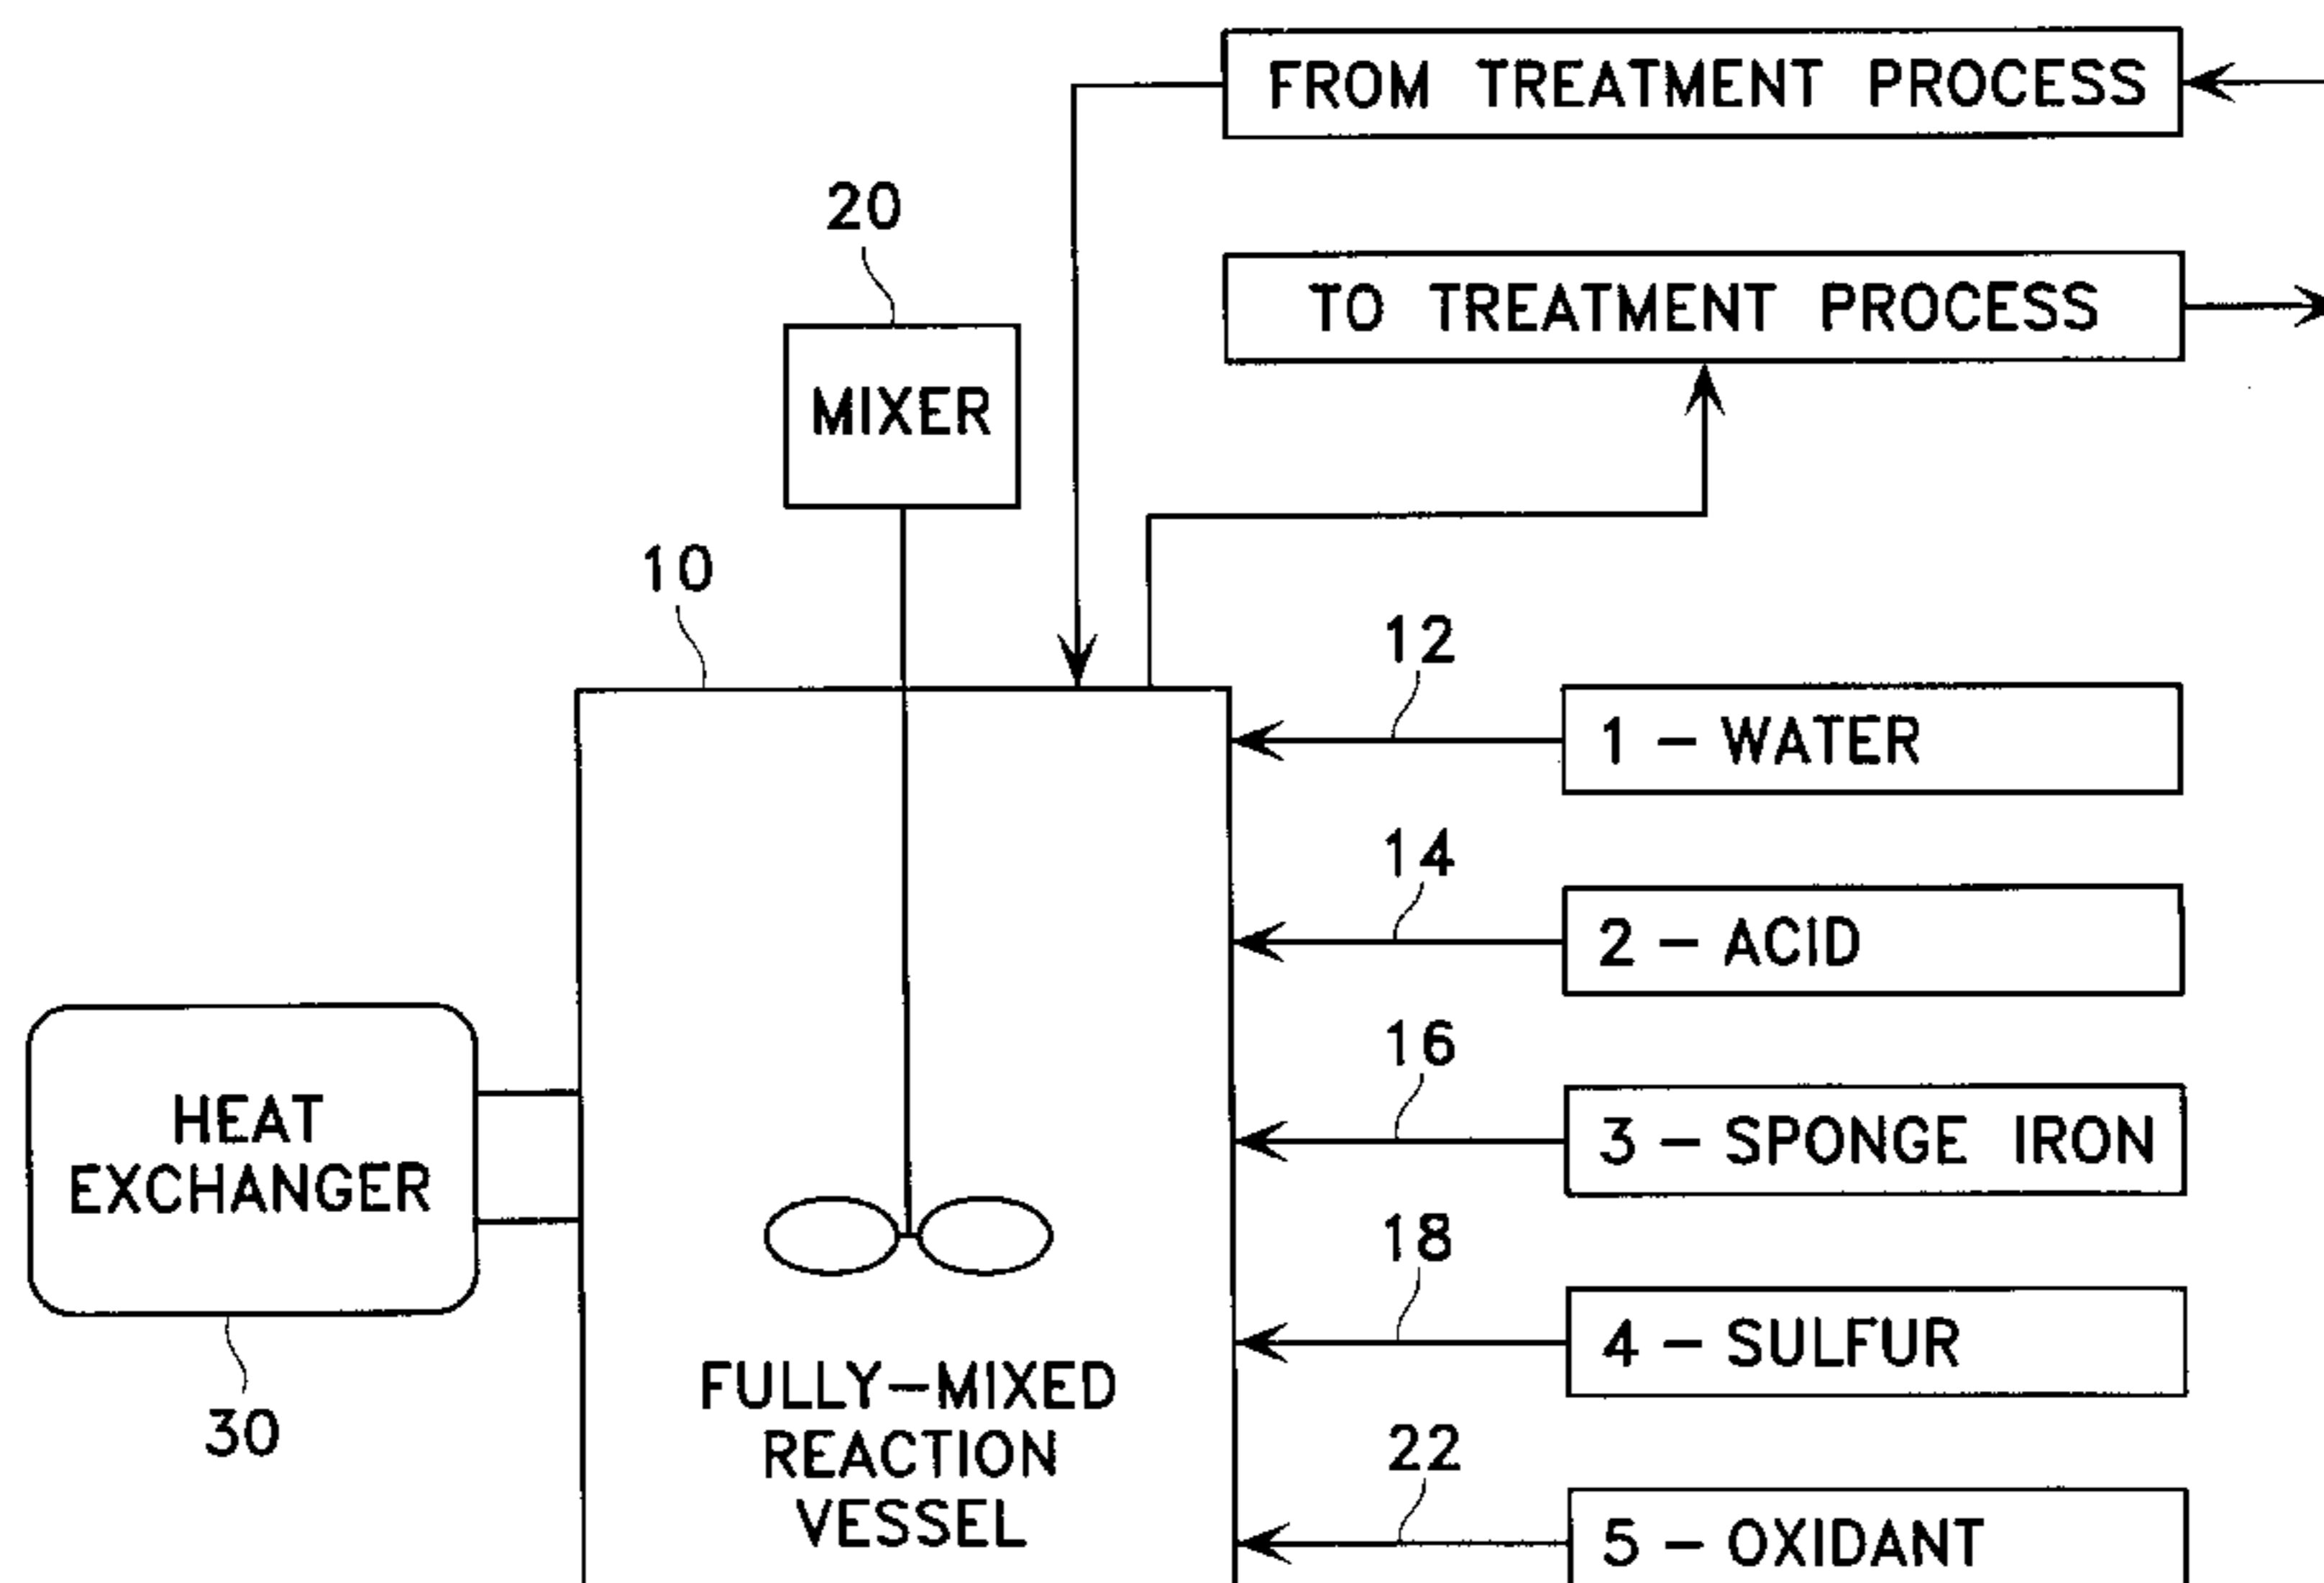 FROM TREATMENT PROCESS
20
TO TREATMENT PROCESS
MIXER
10
12
1 – WATER
14
2 – ACID
16
HEAT
EXCHANGER
3 – SPONGE IRON
18
4 – SULFUR
30
FULLY–MIXED
REACTION
VESSEL
22
5 – OXIDANT